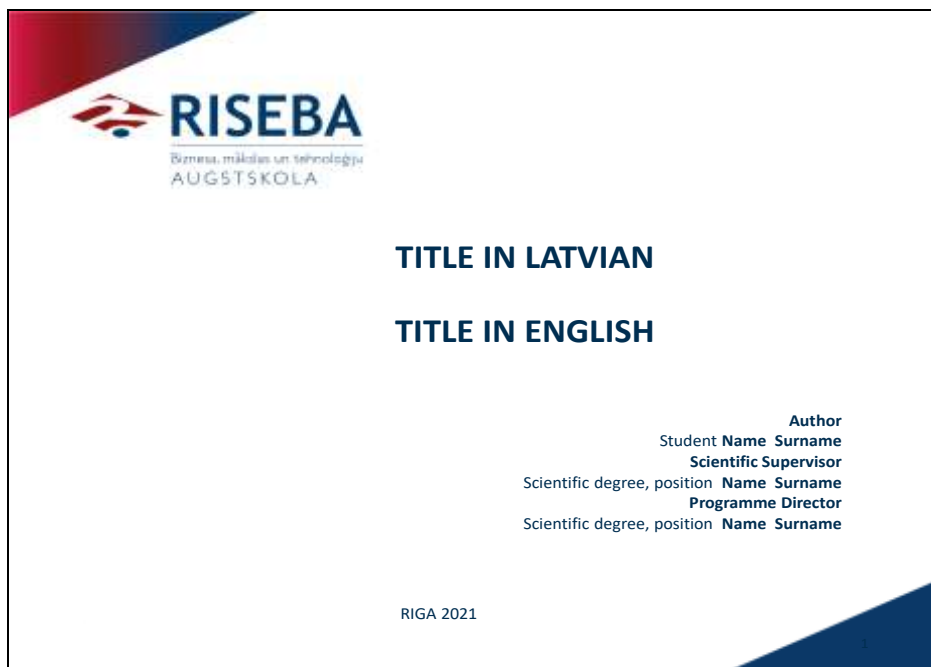 RISEBA
Biznesa, mākslas un tehnoloģiju
AUGSTSKOLA
TITLE IN LATVIAN
TITLE IN ENGLISH
Author
Student Name Surname
Scientific Supervisor
Scientific degree, position Name Surname
Programme Director
Scientific degree, position Name Surname
RIGA 2021
1